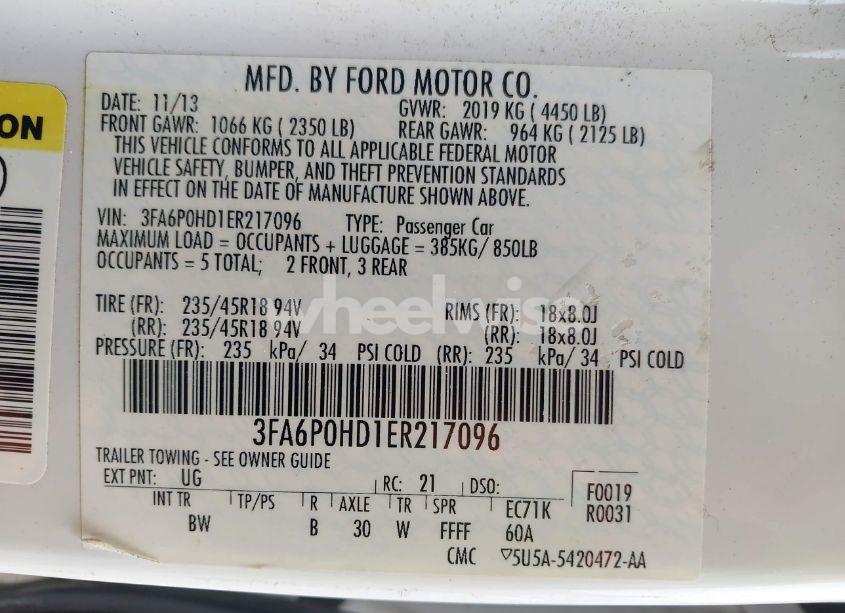 MFD. BY FORD MOTOR CO.
DATE: 11/13 GVWR: 2019 KG ( 4450 LB)
FRONT GAWR: 1066 KG ( 2350 LB) REAR GAWR: 964 KG ( 2125 LB)
THIS VEHICLE CONFORMS TO ALL APPLICABLE FEDERAL MOTOR
VEHICLE SAFETY, BUMPER, AND THEFT PREVENTION STANDARDS
IN EFFECT ON THE DATE OF MANUFACTURE SHOWN ABOVE.
VIN: 3FA6P0HD1ER217096 TYPE: Passenger Car
MAXIMUM LOAD = OCCUPANTS + LUGGAGE = 385KG/ 850LB
OCCUPANTS = 5 TOTAL; 2 FRONT, 3 REAR
TIRE (FR): 235/45R18 94V RIMS (FR): 18x8.0J
(RR): 235/45R18 94V (RR): 18x8.0J
PRESSURE (FR): 235 kPa/ 34 PSI COLD (RR): 235 kPa/ 34 PSI COLD
3FA6P0HD1ER217096
TRAILER TOWING - SEE OWNER GUIDE
EXT PNT: UG RC: 21 DSO: F0019
INT TR TP/PS R AXLE TR SPR EC71K R0031
BW B 30 W FFFF 60A
CMC ▽5U5A-5420472-AA
ON
wheelwise